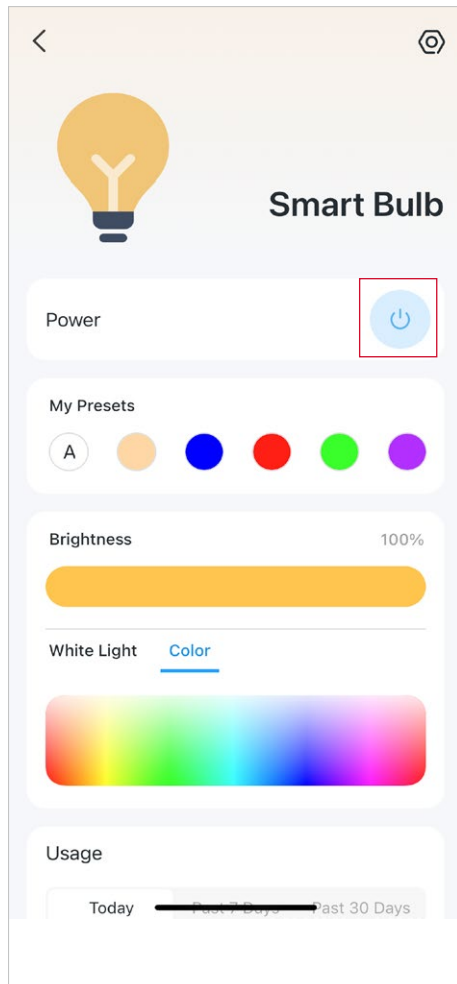 Smart Bulb
Power
My Presets
A
Brightness 100%
White Light Color
Usage
Today Past 7 Days Past 30 Days